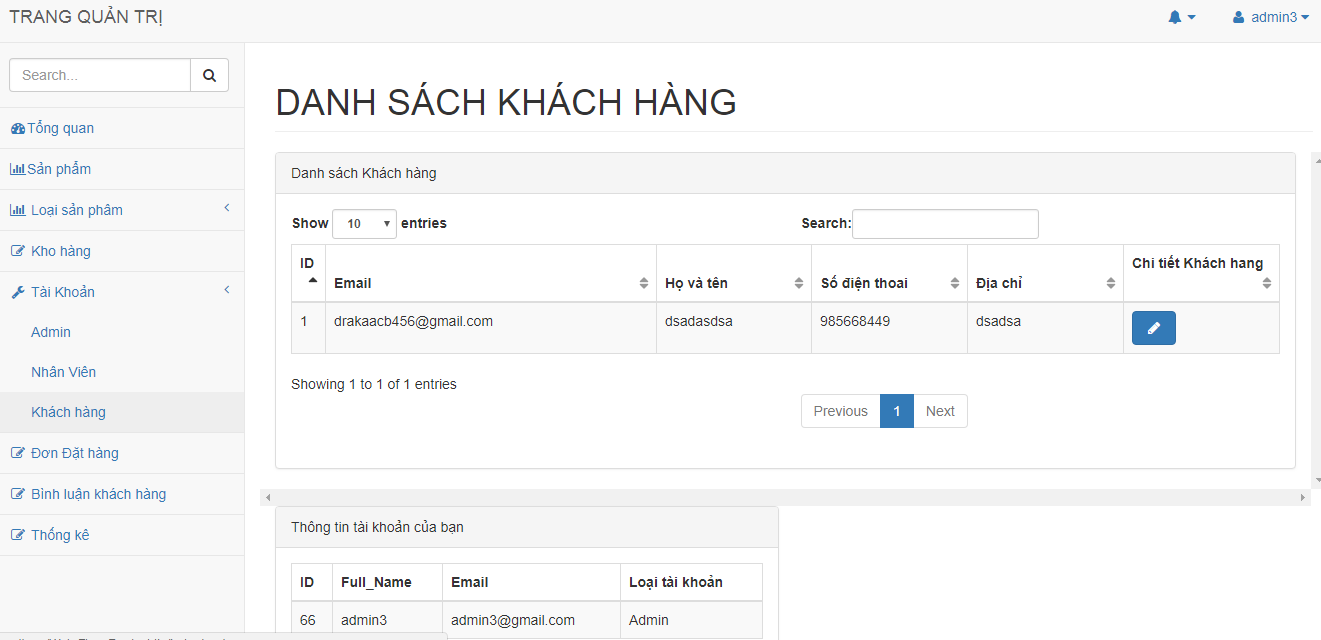 TRANG QUẢN TRỊ
admin3
Search...
Tổng quan
Sản phẩm
Loại sản phâm
Kho hàng
Tài Khoản
Admin
Nhân Viên
Khách hàng
Đơn Đặt hàng
Bình luận khách hàng
Thống kê
DANH SÁCH KHÁCH HÀNG
Danh sách Khách hàng
Show 10 entries Search:
ID Email Họ và tên Số điện thoai Địa chỉ Chi tiết Khách hang
1 drakaacb456@gmail.com dsadasdsa 985668449 dsadsa
Showing 1 to 1 of 1 entries
Previous 1 Next
Thông tin tài khoản của bạn
ID Full_Name Email Loại tài khoản
66 admin3 admin3@gmail.com Admin